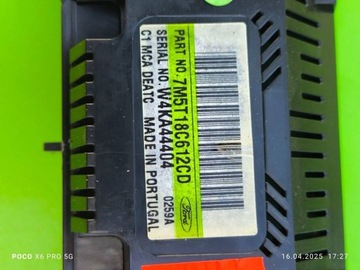 PART NO. 7M5T18C612CD
SERIAL NO. W4KA44404
C1 MCA DEATC MADE IN PORTUGAL
0259A
Ford
POCO X6 PRO 5G
16.04.2025 17:27